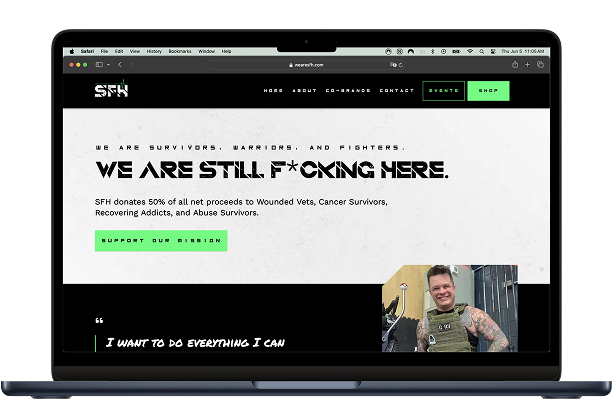 Safari File Edit View History Bookmarks Window Help Thu Jun 5 11:05 AM
wearesfh.com
SFH HOME ABOUT CO-BRANDS CONTACT EVENTS SHOP
WE ARE SURVIVORS, WARRIORS, AND FIGHTERS.
WE ARE STILL F*CKING HERE.
SFH donates 50% of all net proceeds to Wounded Vets, Cancer Survivors,
Recovering Addicts, and Abuse Survivors.
SUPPORT OUR MISSION
“
I WANT TO DO EVERYTHING I CAN